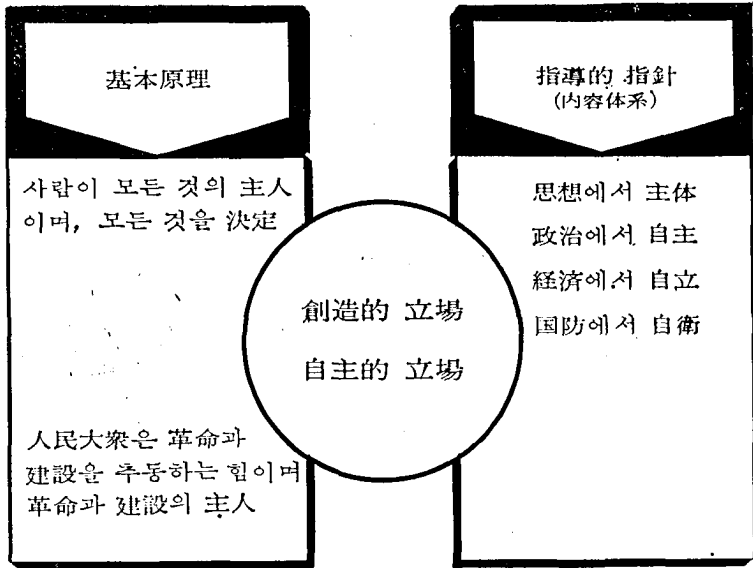 基本原理
사람이 모든 것의 主人
이며, 모든 것을 決定
人民大衆은 革命과
建設을 추동하는 힘이며
革命과 建設의 主人
創造的 立場
自主的 立場
指導的 指針
(内容体系)
思想에서 主体
政治에서 自主
経済에서 自立
国防에서 自衛